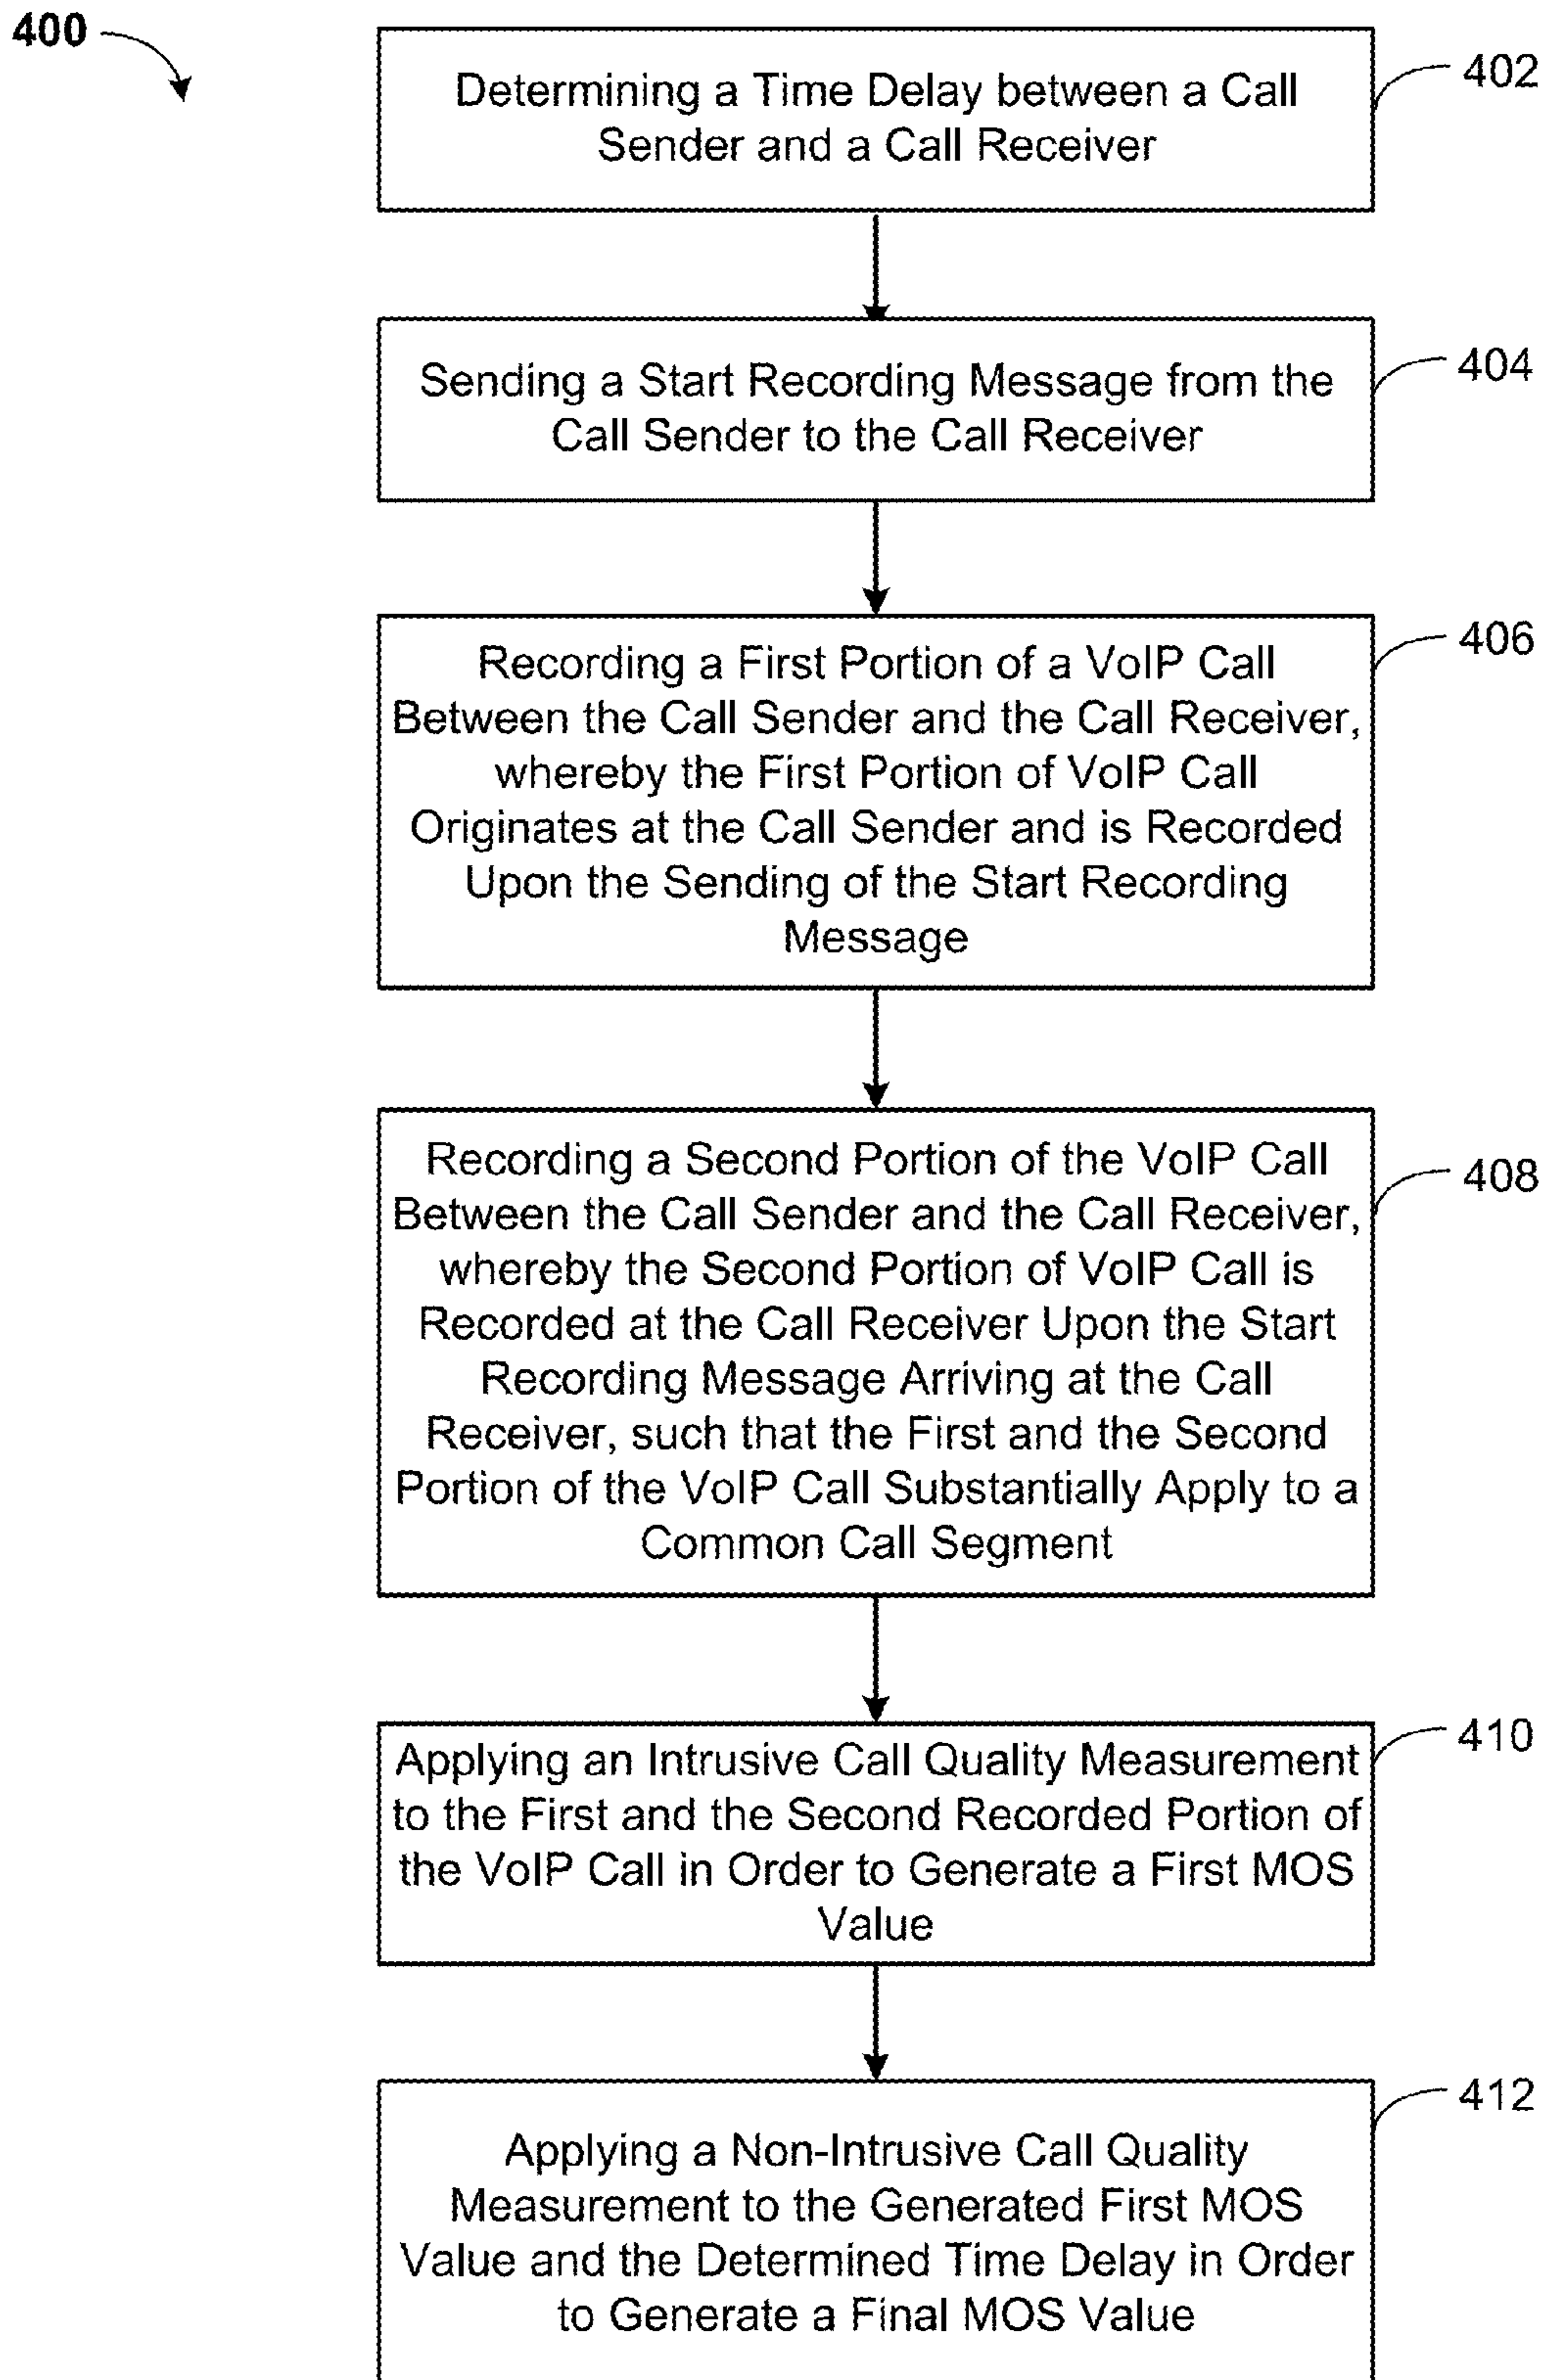 400
Determining a Time Delay between a Call
Sender and a Call Receiver
402
Sending a Start Recording Message from the
Call Sender to the Call Receiver
404
Recording a First Portion of a VoIP Call
Between the Call Sender and the Call Receiver,
whereby the First Portion of VoIP Call
Originates at the Call Sender and is Recorded
Upon the Sending of the Start Recording
Message
406
Recording a Second Portion of the VoIP Call
Between the Call Sender and the Call Receiver,
whereby the Second Portion of VoIP Call is
Recorded at the Call Receiver Upon the Start
Recording Message Arriving at the Call
Receiver, such that the First and the Second
Portion of the VoIP Call Substantially Apply to a
Common Call Segment
408
Applying an Intrusive Call Quality Measurement
to the First and the Second Recorded Portion of
the VoIP Call in Order to Generate a First MOS
Value
410
Applying a Non-Intrusive Call Quality
Measurement to the Generated First MOS
Value and the Determined Time Delay in Order
to Generate a Final MOS Value
412